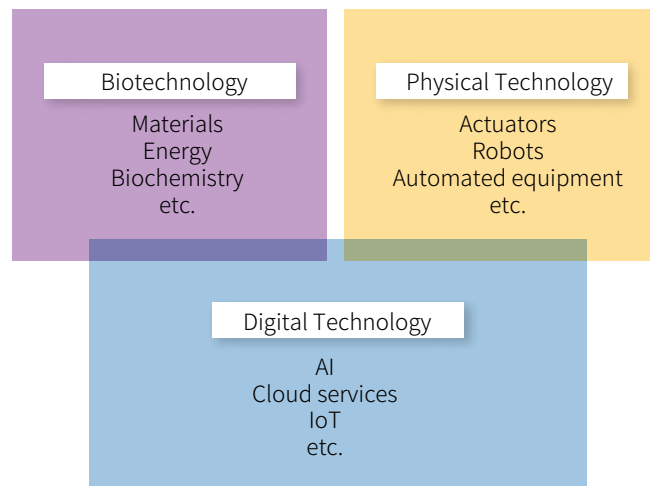 Biotechnology
Materials
Energy
Biochemistry
etc.
Physical Technology
Actuators
Robots
Automated equipment
etc.
Digital Technology
AI
Cloud services
IoT
etc.